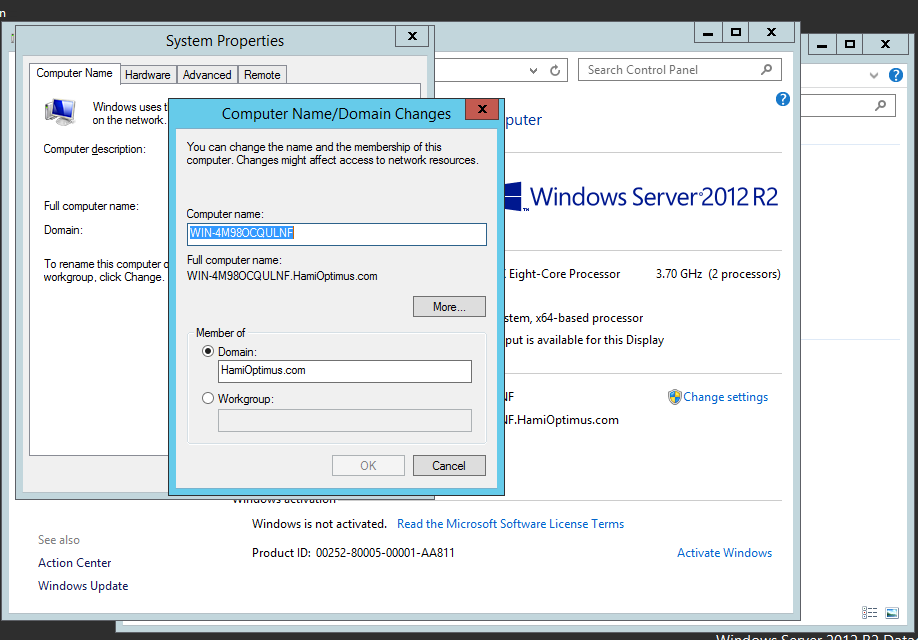 n
System Properties
Computer Name
Hardware
Advanced
Remote
Windows uses t
on the network.
Computer description:
Full computer name:
Domain:
To rename this computer o
workgroup, click Change.
Computer Name/Domain Changes
You can change the name and the membership of this
computer. Changes might affect access to network resources.
Computer name:
WIN-4M98OCQULNF
Full computer name:
WIN-4M98OCQULNF.HamiOptimus.com
More...
Member of
Domain:
HamiOptimus.com
Workgroup:
OK
Cancel
Search Control Panel
puter
Windows Server 2012 R2
Eight-Core Processor 3.70 GHz (2 processors)
stem, x64-based processor
put is available for this Display
NF
Change settings
NF.HamiOptimus.com
Windows activation
Windows is not activated. Read the Microsoft Software License Terms
Product ID: 00252-80005-00001-AA811
Activate Windows
See also
Action Center
Windows Update
Windows Server 2012 R2 Data